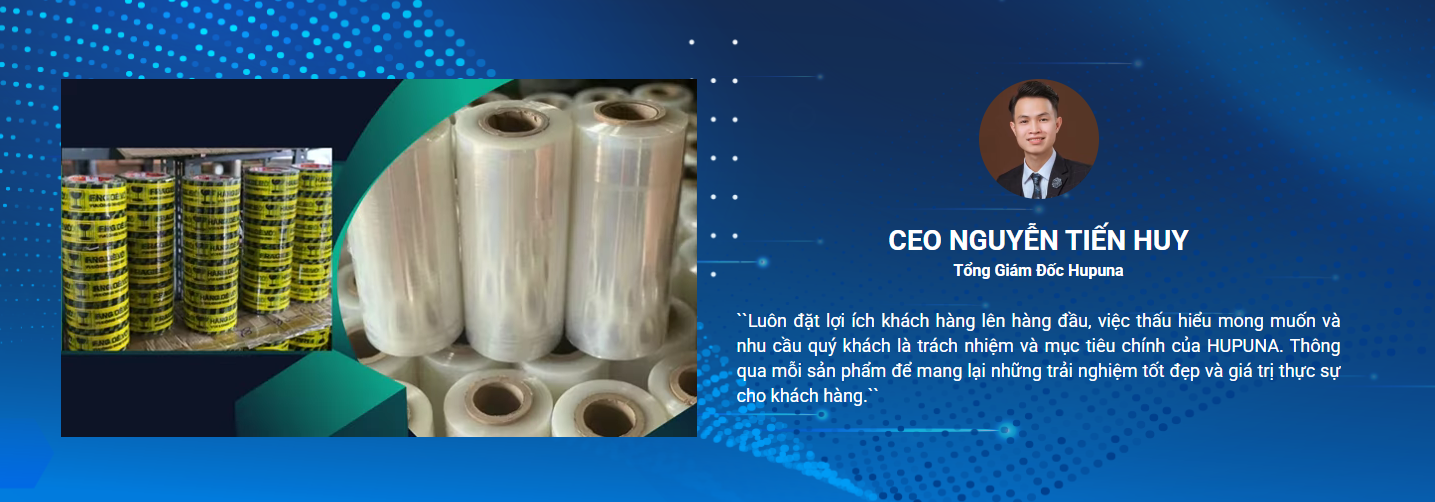 HÀNG DỄ VỠ
CEO NGUYỄN TIẾN HUY
Tổng Giám Đốc Hupuna
``Luôn đặt lợi ích khách hàng lên hàng đầu, việc thấu hiểu mong muốn và
nhu cầu quý khách là trách nhiệm và mục tiêu chính của HUPUNA. Thông
qua mỗi sản phẩm để mang lại những trải nghiệm tốt đẹp và giá trị thực sự
cho khách hàng.``